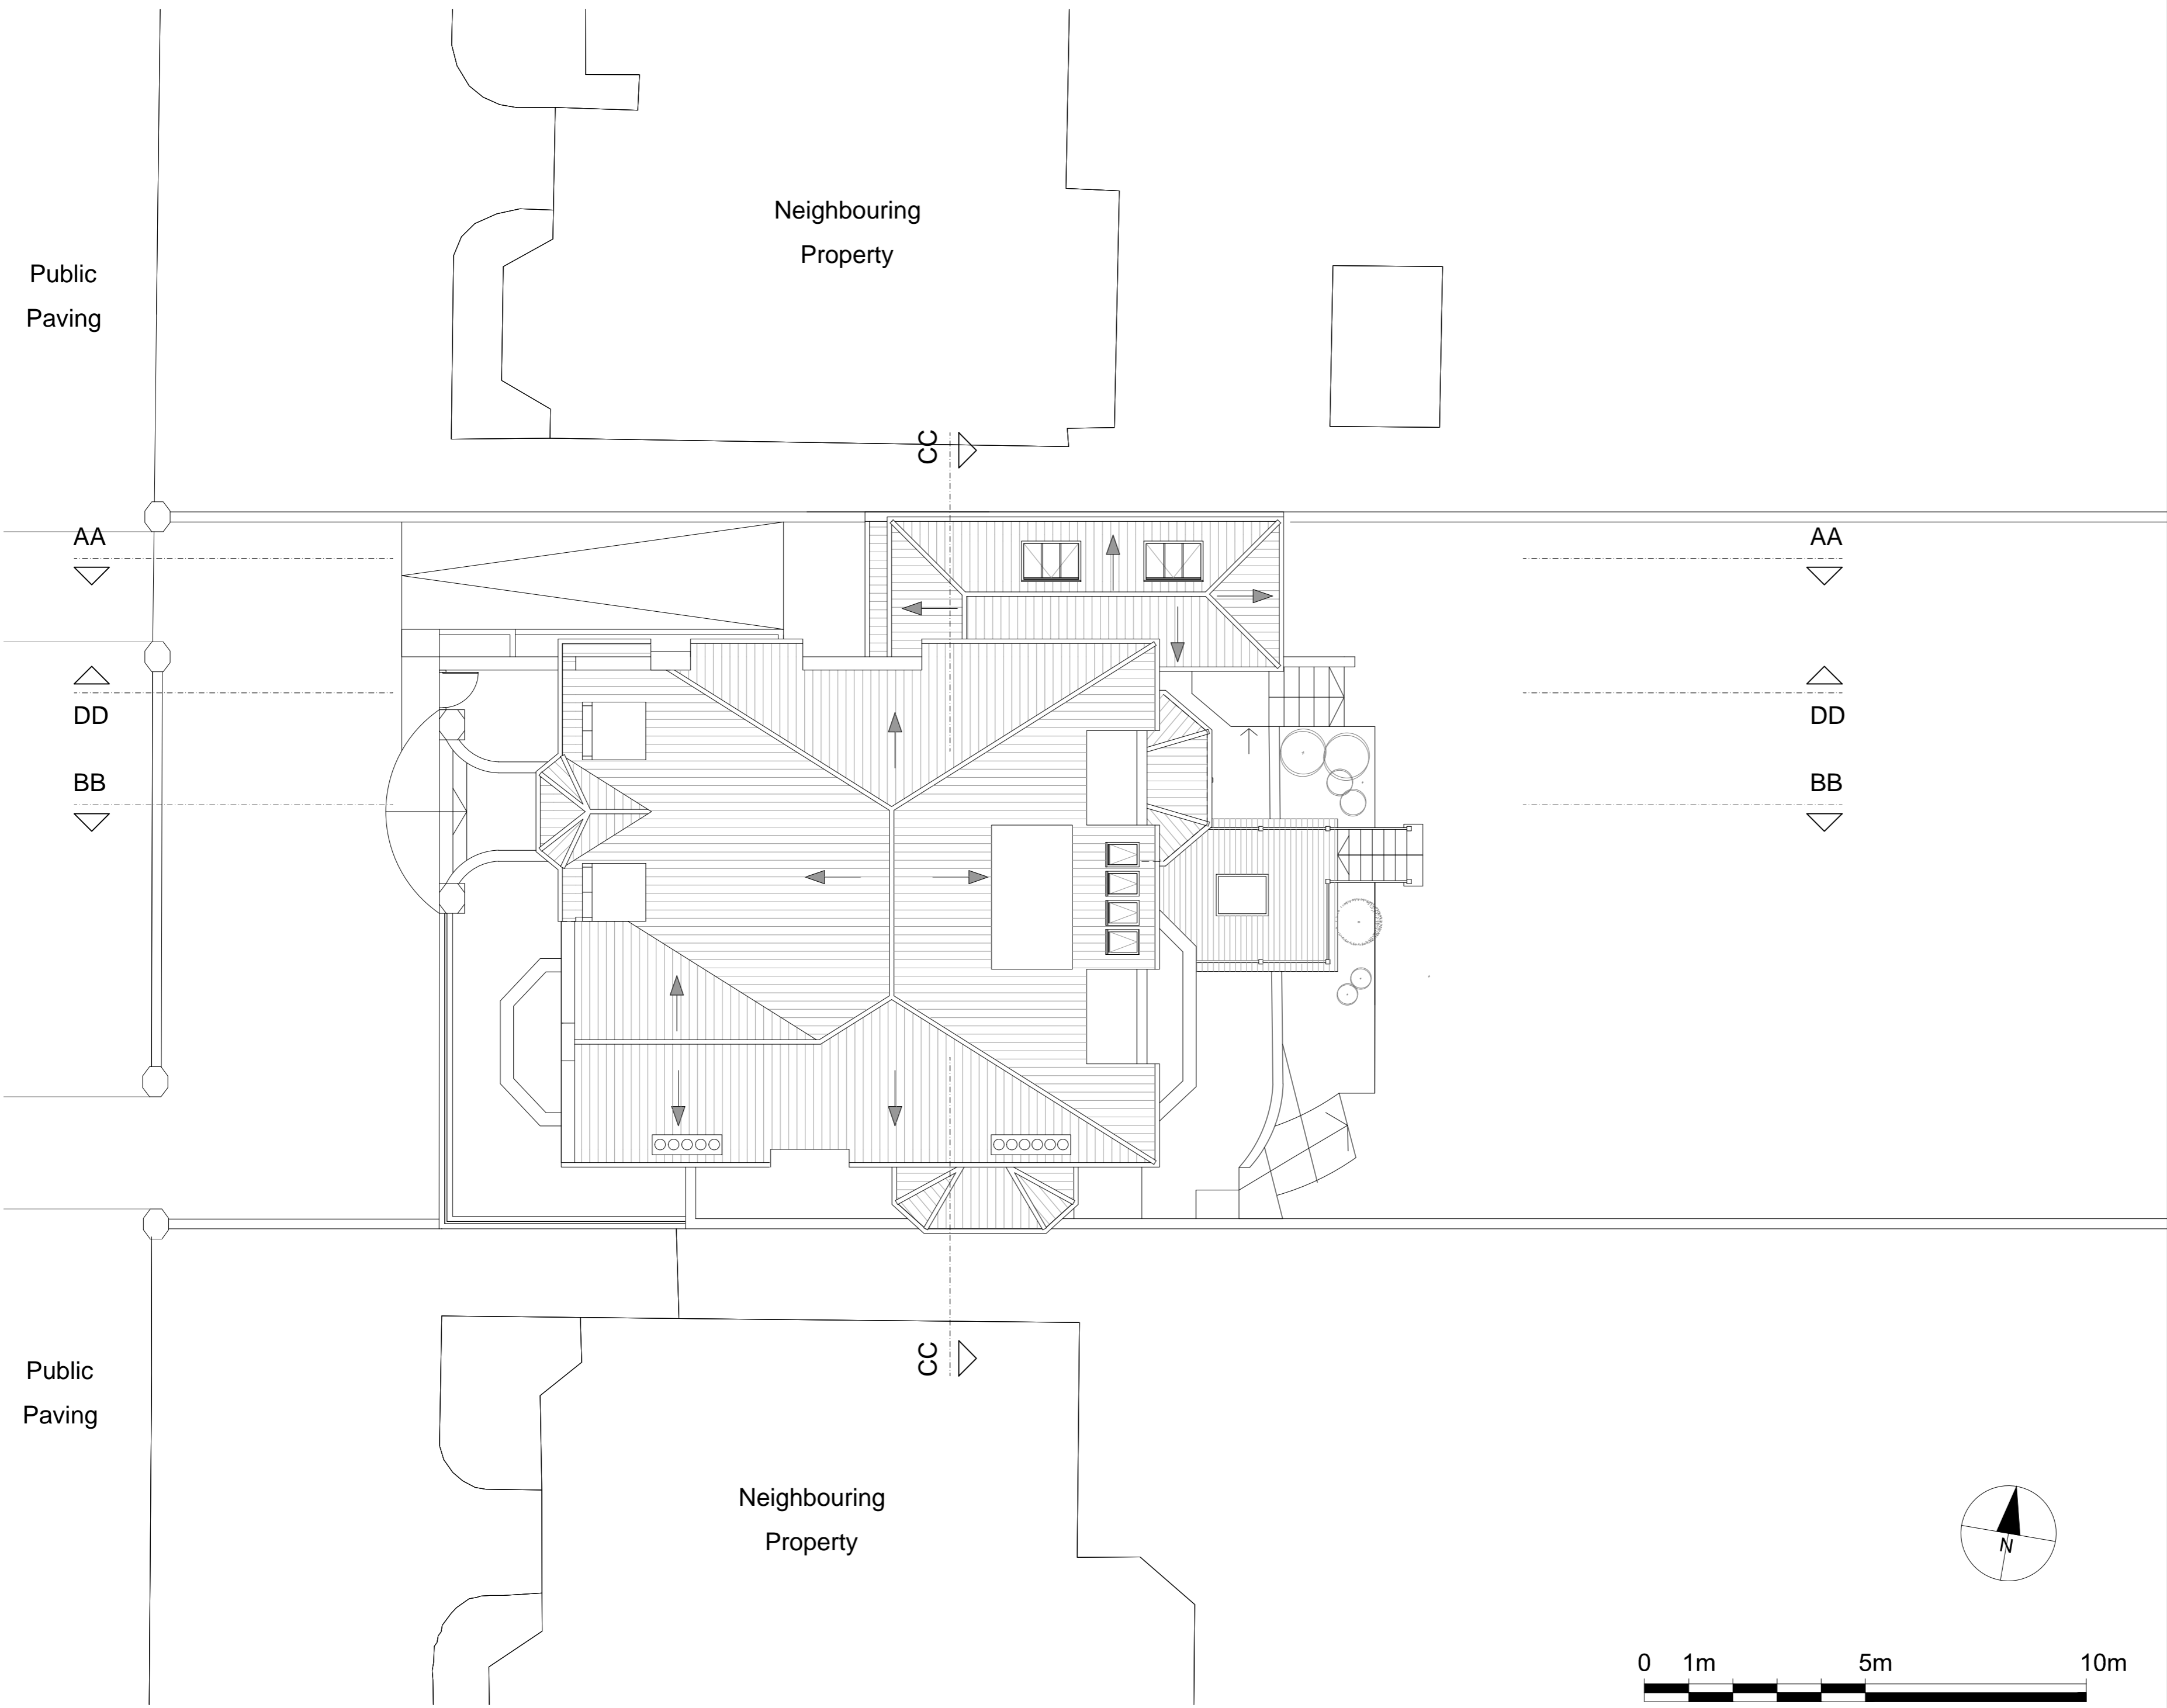 Neighbouring
Property
Public
Paving
CC
AA
AA
DD
DD
BB
BB
CC
Public
Paving
Neighbouring
Property
N
0 1m 5m 10m